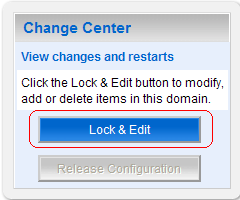 Change Center
View changes and restarts
Click the Lock & Edit button to modify,
add or delete items in this domain.
Lock & Edit
Release Configuration